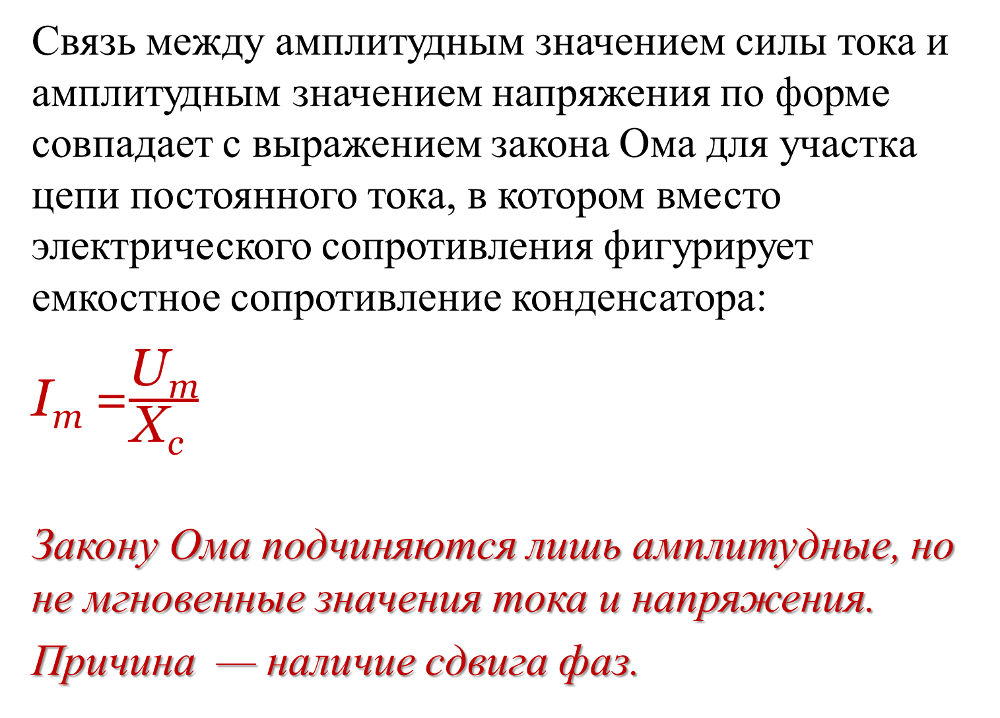 Связь между амплитудным значением силы тока и
амплитудным значением напряжения по форме
совпадает с выражением закона Ома для участка
цепи постоянного тока, в котором вместо
электрического сопротивления фигурирует
емкостное сопротивление конденсатора:
I_m = U_m / X_c
Закону Ома подчиняются лишь амплитудные, но
не мгновенные значения тока и напряжения.
Причина — наличие сдвига фаз.